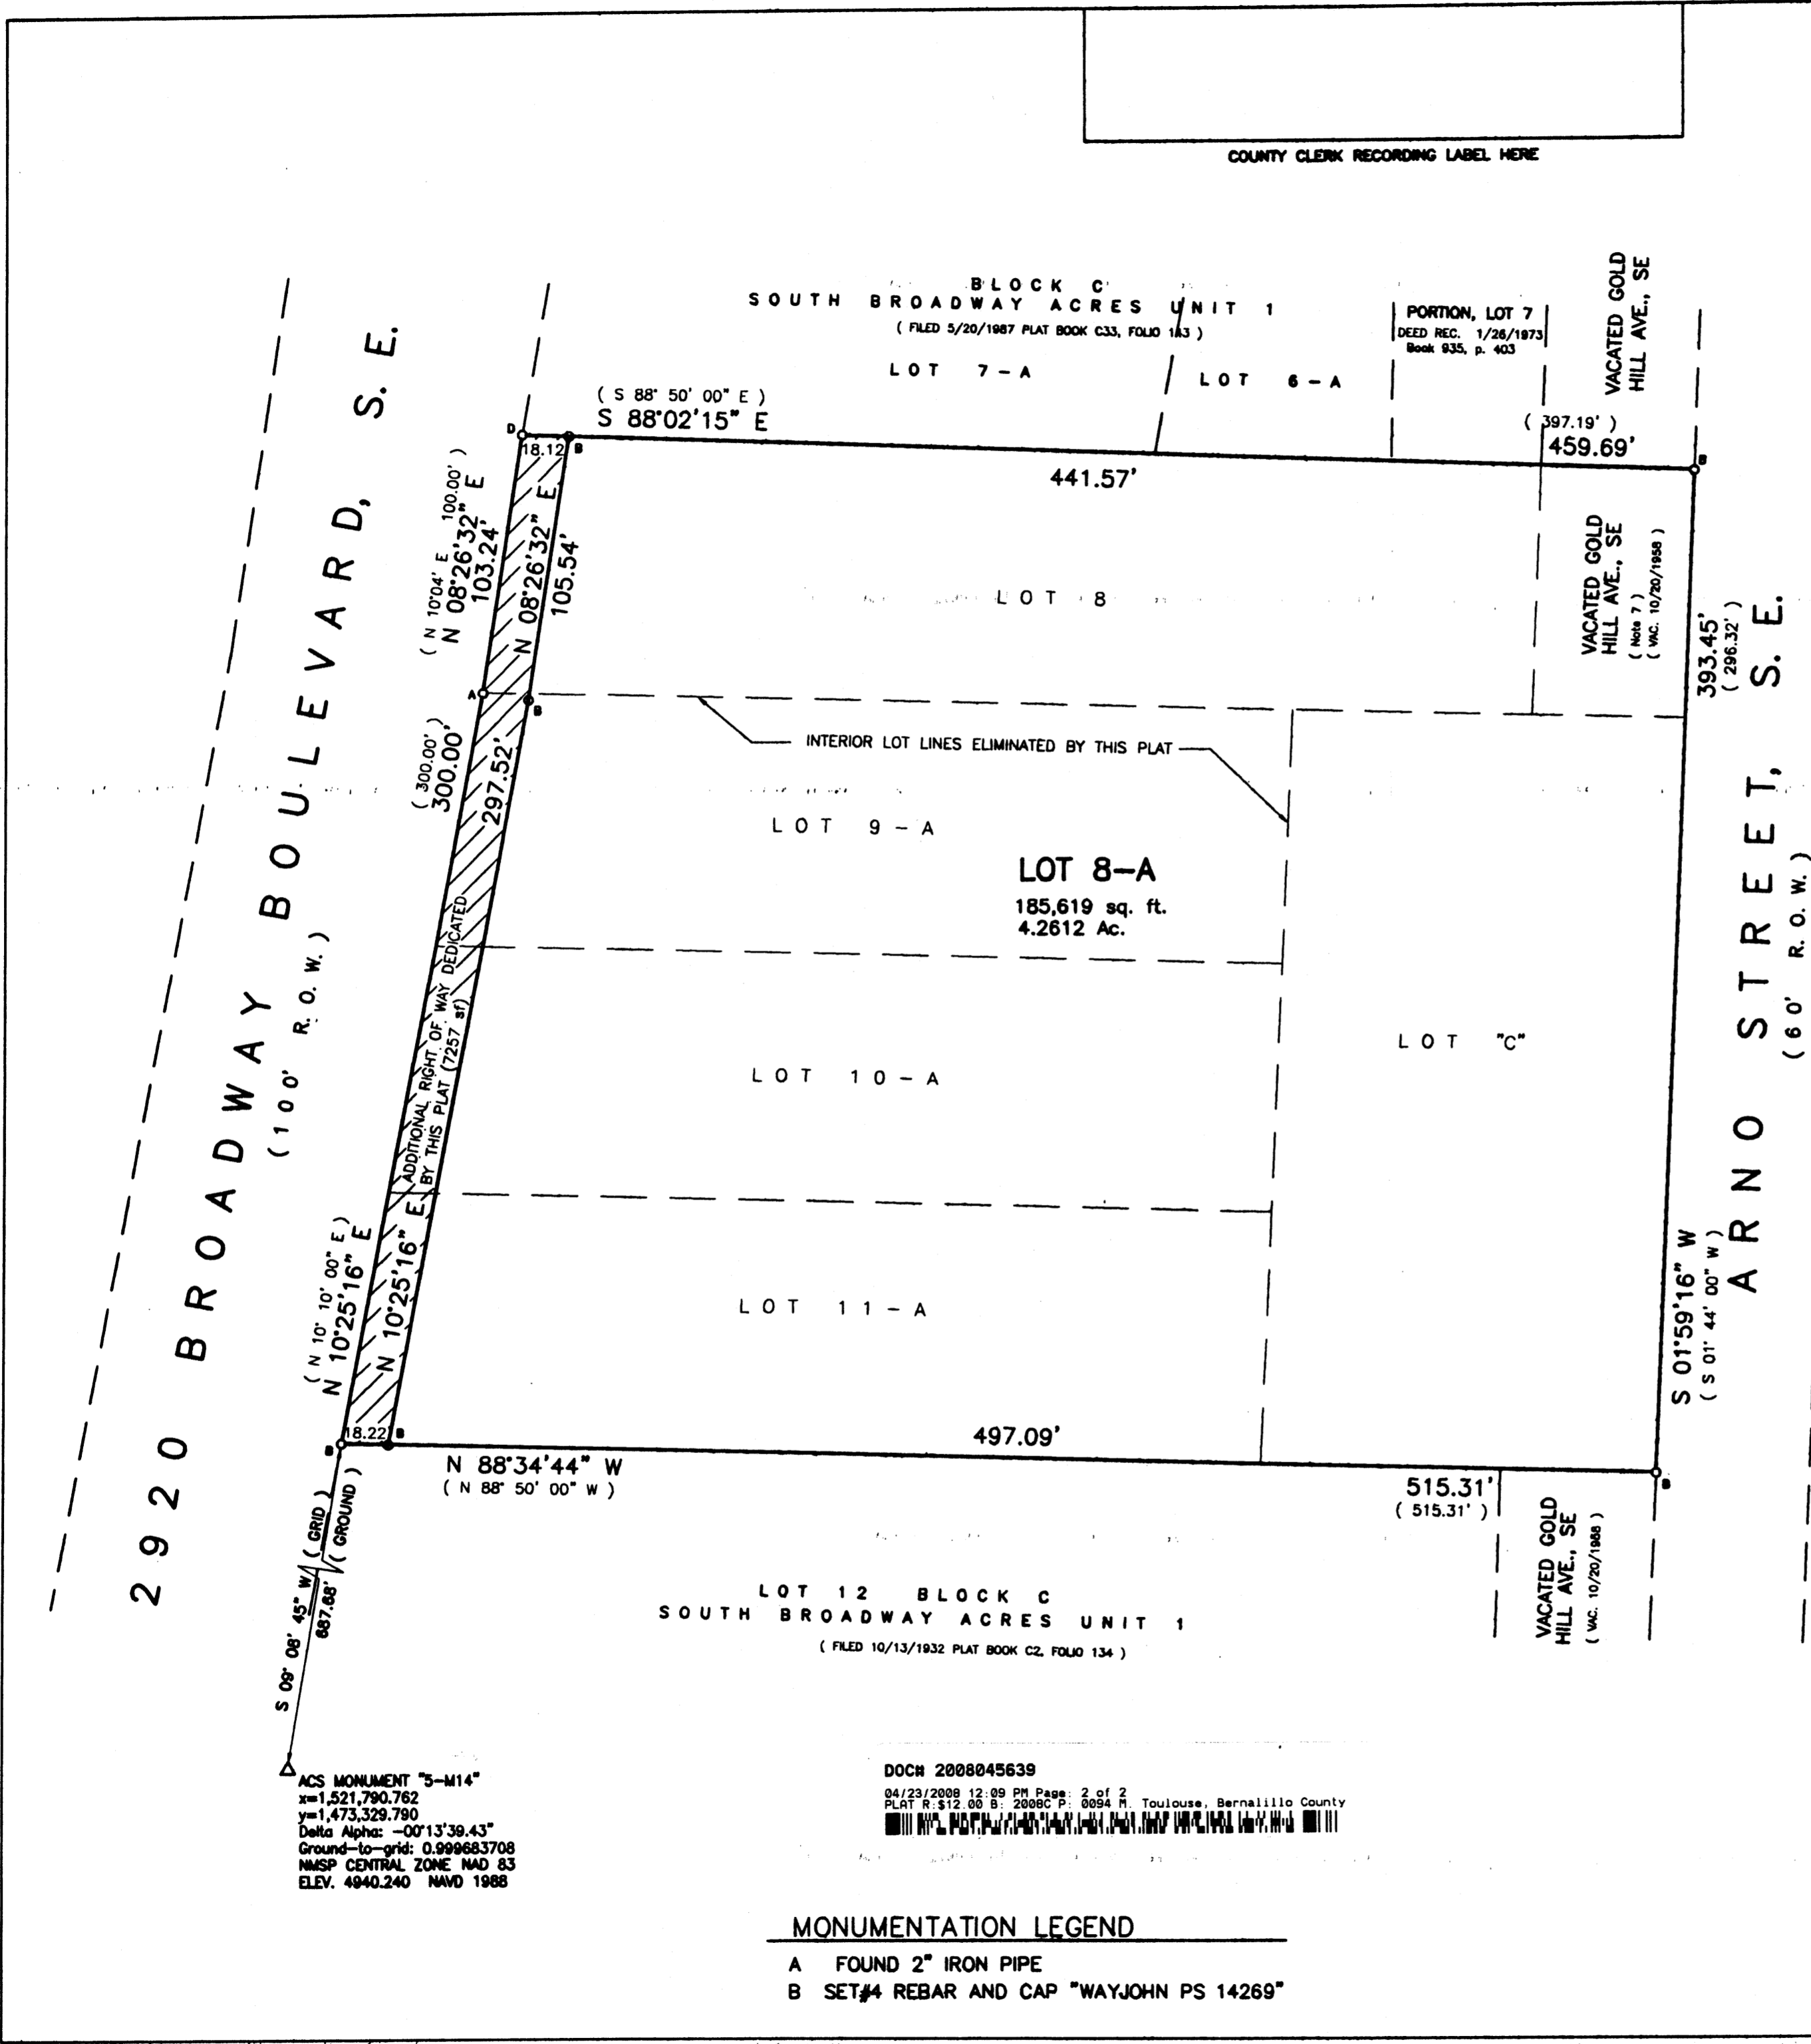 COUNTY CLERK RECORDING LABEL HERE
BLOCK C
SOUTH BROADWAY ACRES UNIT 1
( FILED 5/20/1987 PLAT BOOK C33, FOLIO 143 )
LOT 7-A
LOT 6-A
PORTION, LOT 7
DEED REC. 1/26/1973
Book 935, p. 403
VACATED GOLD
HILL AVE., SE
( S 88° 50' 00" E )
S 88°02'15" E
( 397.19' )
459.69'
D
18.12
B
441.57'
B
( N 10°04' E 100.00' )
N 08°26'32" E
103.24'
N 08°26'32" E
105.54'
LOT 8
VACATED GOLD
HILL AVE., SE
( Note 7 )
( VAC. 10/20/1958 )
393.45'
( 296.32' )
A
B
( 300.00' )
300.00'
297.52'
INTERIOR LOT LINES ELIMINATED BY THIS PLAT
LOT 9-A
LOT 8-A
185,619 sq. ft.
4.2612 Ac.
2920 BROADWAY BOULEVARD, S. E.
(100' R. O. W. )
ADDITIONAL RIGHT OF WAY DEDICATED
BY THIS PLAT (7257 sf)
LOT 10-A
LOT "C"
ARNO STREET, S. E.
( 60' R. O. W. )
( N 10° 10' 00" E )
N 10°25'16" E
N 10°25'16" E
LOT 11-A
S 01°59'16" W
( S 01° 44' 00" W )
B
18.22
B
497.09'
N 88°34'44" W
( N 88° 50' 00" W )
515.31'
( 515.31' )
B
S 09° 08' 45" W ( GRID )
687.68' ( GROUND )
LOT 12 BLOCK C
SOUTH BROADWAY ACRES UNIT 1
( FILED 10/13/1932 PLAT BOOK C2, FOLIO 134 )
VACATED GOLD
HILL AVE., SE
( VAC. 10/20/1988 )
ACS MONUMENT "5-M14"
x=1,521,790.762
y=1,473,329.790
Delta Alpha: -00°13'39.43"
Ground-to-grid: 0.999683708
NMSP CENTRAL ZONE NAD 83
ELEV. 4940.240 NAVD 1988
DOC# 2008045639
04/23/2008 12:09 PM Page: 2 of 2
PLAT R:$12.00 B: 2008C P: 0094 M. Toulouse, Bernalillo County
MONUMENTATION LEGEND
A FOUND 2" IRON PIPE
B SET#4 REBAR AND CAP "WAYJOHN PS 14269"